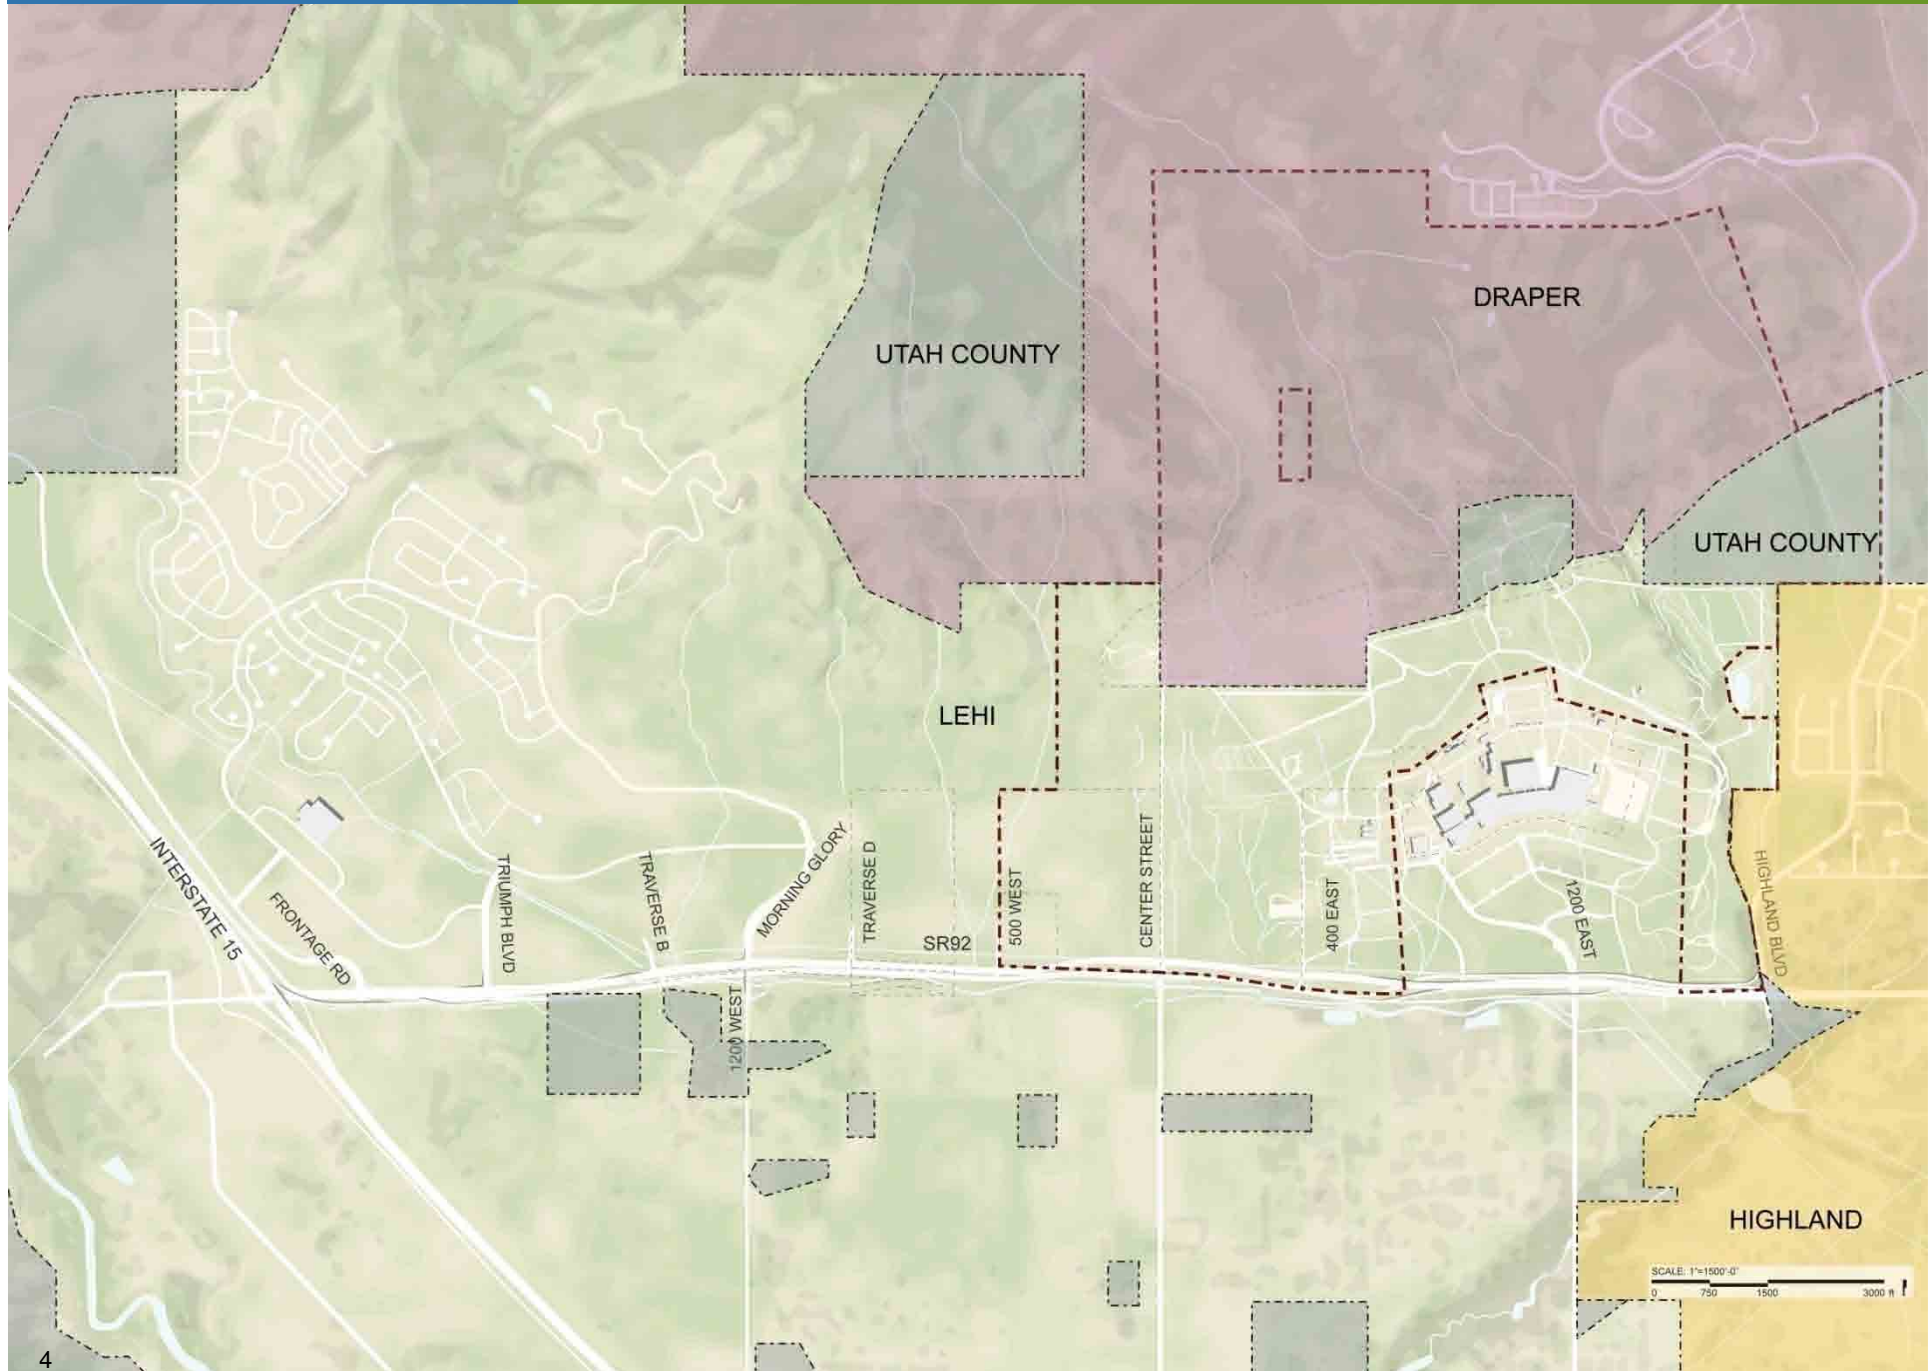 DRAPER
UTAH COUNTY
UTAH COUNTY
LEHI
INTERSTATE 15
FRONTAGE RD
TRIUMPH BLVD
TRAVERSE B
MORNING GLORY
TRAVERSE D
SR92
500 WEST
CENTER STREET
400 EAST
1200 EAST
HIGHLAND BLVD
1200 WEST
HIGHLAND
SCALE: 1"=1500'-0"
0 750 1500 3000 ft
4